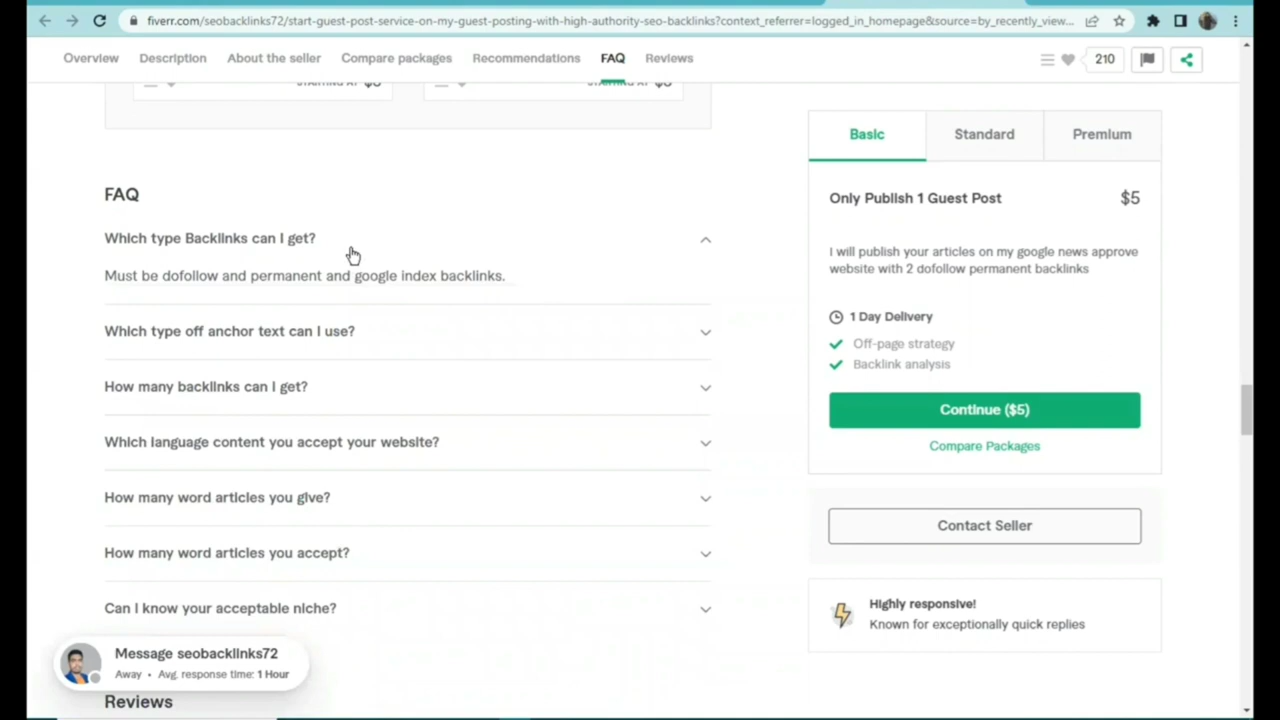 fiverr.com/seobacklinks72/start-guest-post-service-on-my-guest-posting-with-high-authority-seo-backlinks?context_referrer=logged_in_homepage&source=by_recently_view...
Overview
Description
About the seller
Compare packages
Recommendations
FAQ
Reviews
210
STARTING AT $5
STARTING AT $5
FAQ
Which type Backlinks can I get?
Must be dofollow and permanent and google index backlinks.
Which type off anchor text can I use?
How many backlinks can I get?
Which language content you accept your website?
How many word articles you give?
How many word articles you accept?
Can I know your acceptable niche?
Message seobacklinks72
Away • Avg. response time: 1 Hour
Reviews
Basic
Standard
Premium
Only Publish 1 Guest Post
$5
I will publish your articles on my google news approve
website with 2 dofollow permanent backlinks
1 Day Delivery
Off-page strategy
Backlink analysis
Continue ($5)
Compare Packages
Contact Seller
Highly responsive!
Known for exceptionally quick replies